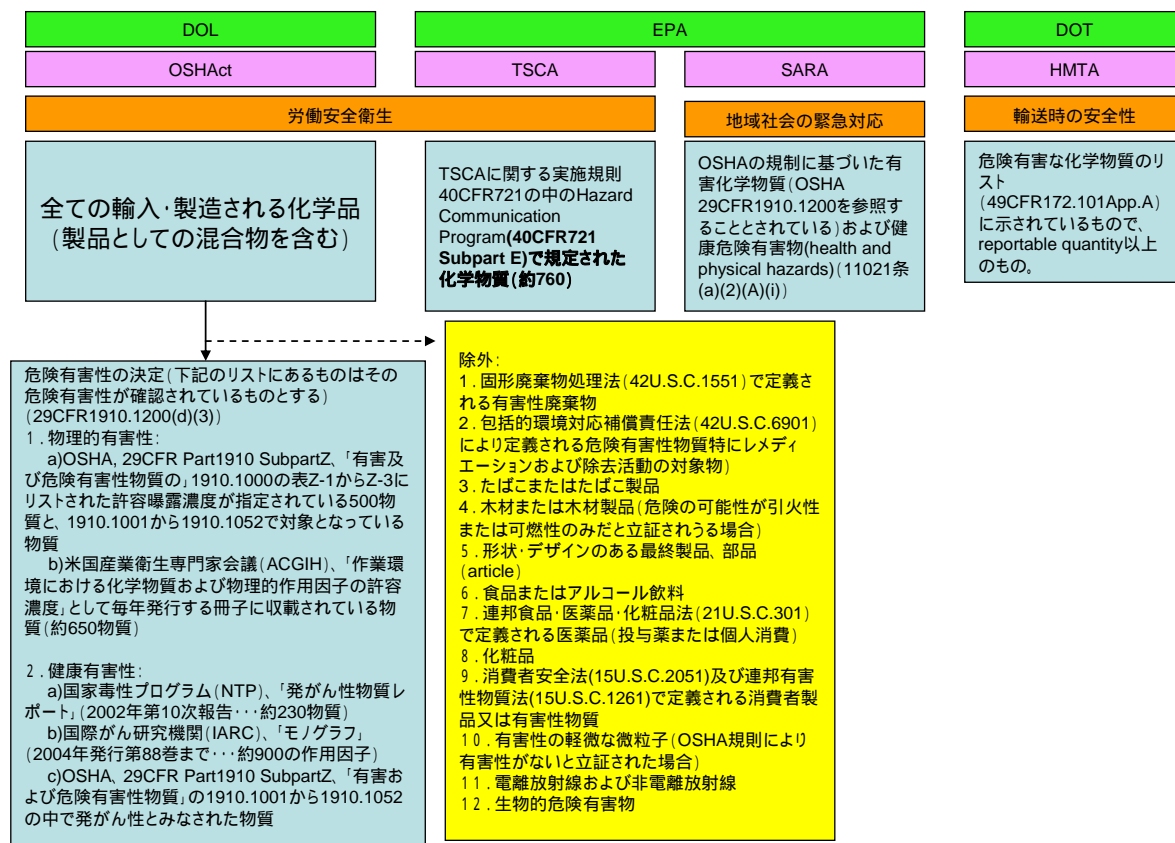 DOL
EPA
DOT
OSHAct
TSCA
SARA
HMTA
労働安全衛生
地域社会の緊急対応
輸送時の安全性
全ての輸入・製造される化学品
(製品としての混合物を含む)
TSCAに関する実施規則
40CFR721の中のHazard
Communication
Program(40CFR721
Subpart E)で規定された
化学物質(約760)
OSHAの規制に基づいた有
害化学物質(OSHA
29CFR1910.1200を参照す
ることとされている)および健
康危険有害物(health and
physical hazards)(11021条
(a)(2)(A)(i))
危険有害な化学物質のリ
スト
(49CFR172.101App.A)
に示されているもので、
reportable quantity以上
のもの。
危険有害性の決定(下記のリストにあるものはその
危険有害性が確認されているものとする)
(29CFR1910.1200(d)(3))
1.物理的有害性:
a)OSHA, 29CFR Part1910 SubpartZ、「有害及
び危険有害性物質の」1910.1000の表Z-1からZ-3に
リストされた許容曝露濃度が指定されている500物
質と、1910.1001から1910.1052で対象となっている
物質
b)米国産業衛生専門家会議(ACGIH)、「作業環
境における化学物質および物理的作用因子の許容
濃度」として毎年発行する冊子に収載されている物
質(約650物質)
2.健康有害性:
a)国家毒性プログラム(NTP)、「発がん性物質レ
ポート」(2002年第10次報告・・・約230物質)
b)国際がん研究機関(IARC)、「モノグラフ」
(2004年発行第88巻まで・・・約900の作用因子)
c)OSHA, 29CFR Part1910 SubpartZ、「有害お
よび危険有害性物質」の1910.1001から1910.1052
の中で発がん性とみなされた物質
除外:
1.固形廃棄物処理法(42U.S.C.1551)で定義さ
れる有害性廃棄物
2.包括的環境対応補償責任法(42U.S.C.6901)
により定義される危険有害性物質特にレメディ
エーションおよび除去活動の対象物)
3.たばこまたはたばこ製品
4.木材または木材製品(危険の可能性が引火性
または可燃性のみだと立証されうる場合)
5.形状・デザインのある最終製品、部品
(article)
6.食品またはアルコール飲料
7.連邦食品・医薬品・化粧品法(21U.S.C.301)
で定義される医薬品(投与薬または個人消費)
8.化粧品
9.消費者安全法(15U.S.C.2051)及び連邦有害
性物質法(15U.S.C.1261)で定義される消費者製
品又は有害性物質
10.有害性の軽微な微粒子(OSHA規則により
有害性がないと立証された場合)
11.電離放射線および非電離放射線
12.生物的危険有害物